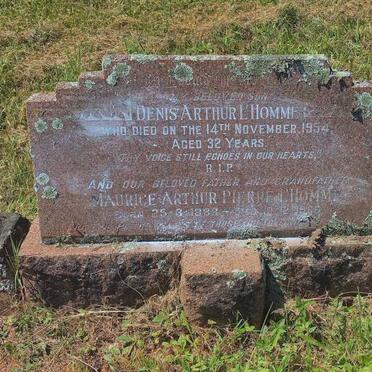 BELOVED SON
DENIS ARTHUR L'HOMME
WHO DIED ON THE 14TH NOVEMBER 1954
AGED 32 YEARS
"THY VOICE STILL ECHOES IN OUR HEARTS"
R.I.P.
AND OUR BELOVED FATHER AND GRANDFATHER
MAURICE ARTHUR PIERRE L'HOMME